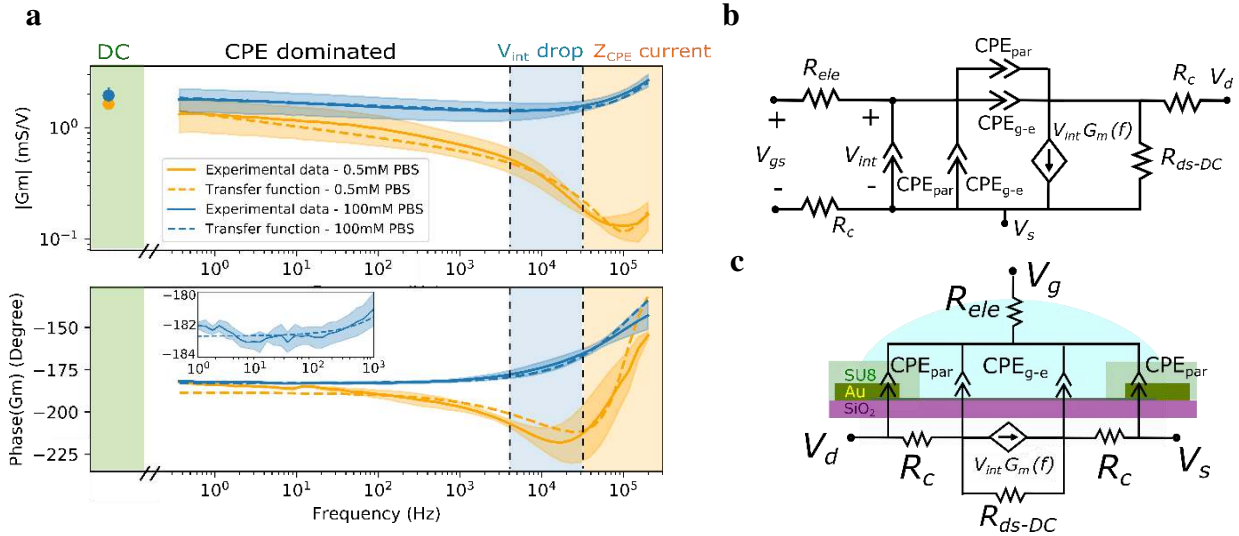 a
DC
CPE dominated
V_int drop
Z_CPE current
|Gm| (mS/V)
10^0
10^-1
Experimental data - 0.5mM PBS
Transfer function - 0.5mM PBS
Experimental data - 100mM PBS
Transfer function - 100mM PBS
10^0 10^1 10^2 10^3 10^4 10^5
Phase(Gm) (Degree)
−150
−175
−200
−225
−180
−182
−184
10^0 10^1 10^2 10^3
10^0 10^1 10^2 10^3 10^4 10^5
Frequency (Hz)
b
CPE_par
R_ele
R_c
V_d
CPE_g-e
V_int G_m (f)
+
+
V_gs
V_int
R_ds-DC
-
-
CPE_par
CPE_g-e
R_c
V_s
c
V_g
R_ele
CPE_par
CPE_g-e
CPE_par
SU8
Au
SiO_2
V_d
R_c
V_int G_m (f)
R_c
V_s
R_ds-DC